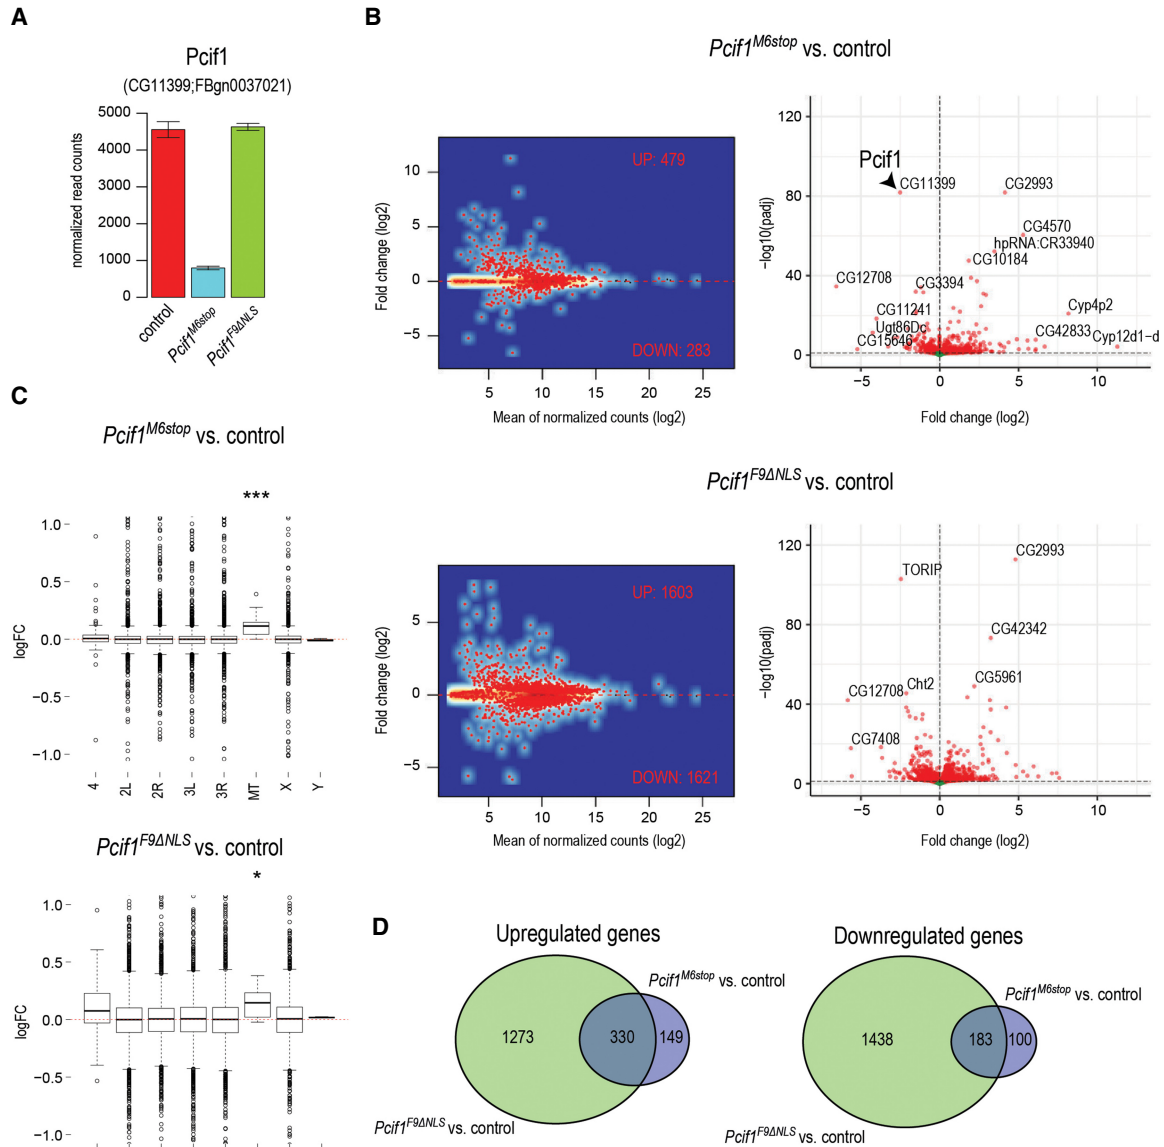 A
Pcif1
(CG11399;FBgn0037021)
normalized read counts
5000
4000
3000
2000
1000
0
control
Pcif1M6stop
Pcif1F9ΔNLS
B
Pcif1M6stop vs. control
Fold change (log2)
10
5
0
−5
UP: 479
DOWN: 283
5
10
15
20
25
Mean of normalized counts (log2)
−log10(padj)
120
80
40
0
Pcif1
CG11399
CG2993
CG4570
hpRNA:CR33940
CG10184
CG12708
CG3394
CG11241
Cyp4p2
Ugt86Dc
CG42833
Cyp12d1-d
CG15646
−5
0
5
10
Fold change (log2)
Pcif1F9ΔNLS vs. control
Fold change (log2)
5
0
−5
UP: 1603
DOWN: 1621
5
10
15
20
25
Mean of normalized counts (log2)
−log10(padj)
120
80
40
0
CG2993
TORIP
CG42342
CG5961
Cht2
CG12708
CG7408
−5
0
5
10
Fold change (log2)
C
Pcif1M6stop vs. control
***
logFC
1.0
0.5
0.0
−0.5
−1.0
4
2L
2R
3L
3R
MT
X
Y
Pcif1F9ΔNLS vs. control
*
logFC
1.0
0.5
0.0
−0.5
−1.0
D
Upregulated genes
Pcif1M6stop vs. control
1273
330
149
Pcif1F9ΔNLS vs. control
Downregulated genes
Pcif1M6stop vs. control
1438
183
100
Pcif1F9ΔNLS vs. control